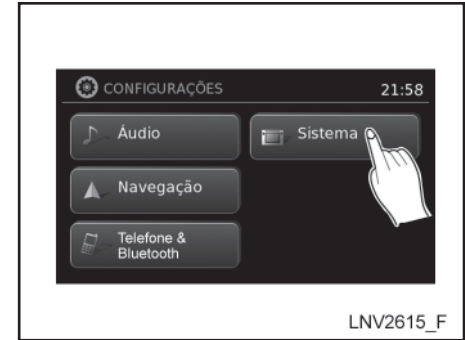 CONFIGURAÇÕES 21:58
Áudio
Sistema
Navegação
Telefone &
Bluetooth
LNV2615_F